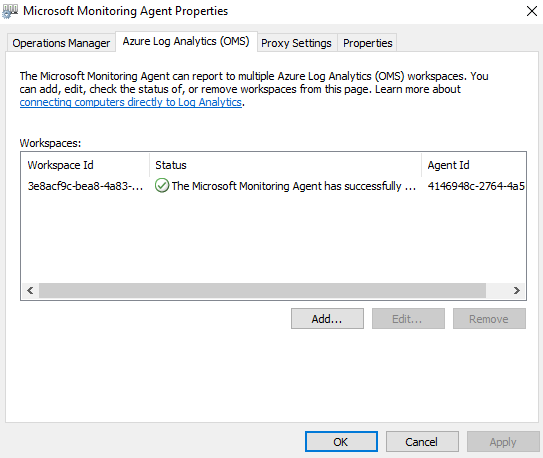 Microsoft Monitoring Agent Properties
Operations Manager Azure Log Analytics (OMS) Proxy Settings Properties
The Microsoft Monitoring Agent can report to multiple Azure Log Analytics (OMS) workspaces. You
can add, edit, check the status of, or remove workspaces from this page. Learn more about
connecting computers directly to Log Analytics.
Workspaces:
Workspace Id Status Agent Id
3e8acf9c-bea8-4a83-... The Microsoft Monitoring Agent has successfully ... 4146948c-2764-4a5
Add... Edit... Remove
OK Cancel Apply